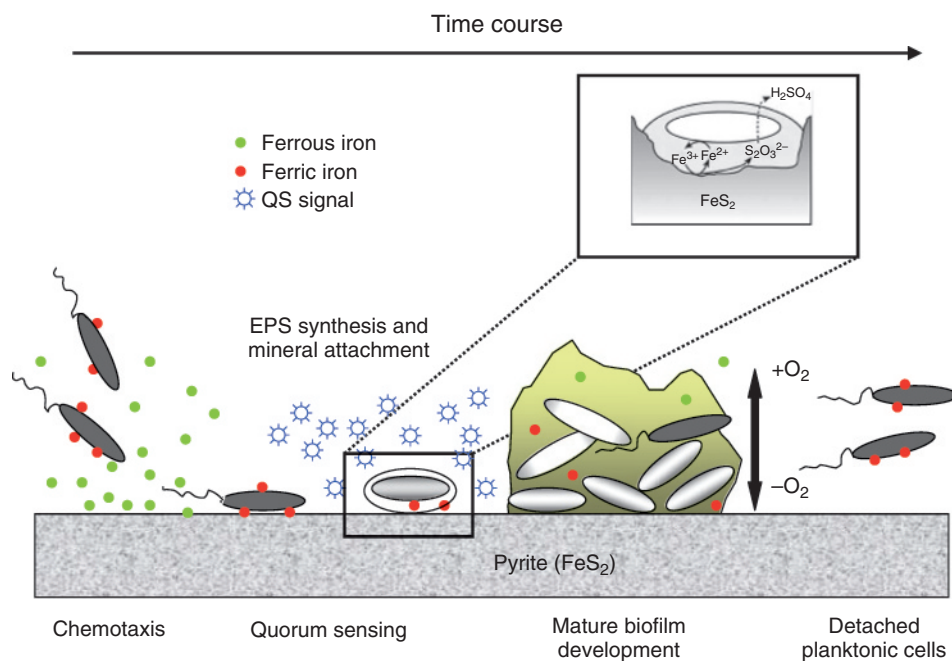 Time course
H₂SO₄
Fe³⁺ Fe²⁺ S₂O₃²⁻
FeS₂
Ferrous iron
Ferric iron
QS signal
EPS synthesis and
mineral attachment
+O₂
−O₂
Pyrite (FeS₂)
Chemotaxis
Quorum sensing
Mature biofilm
development
Detached
planktonic cells